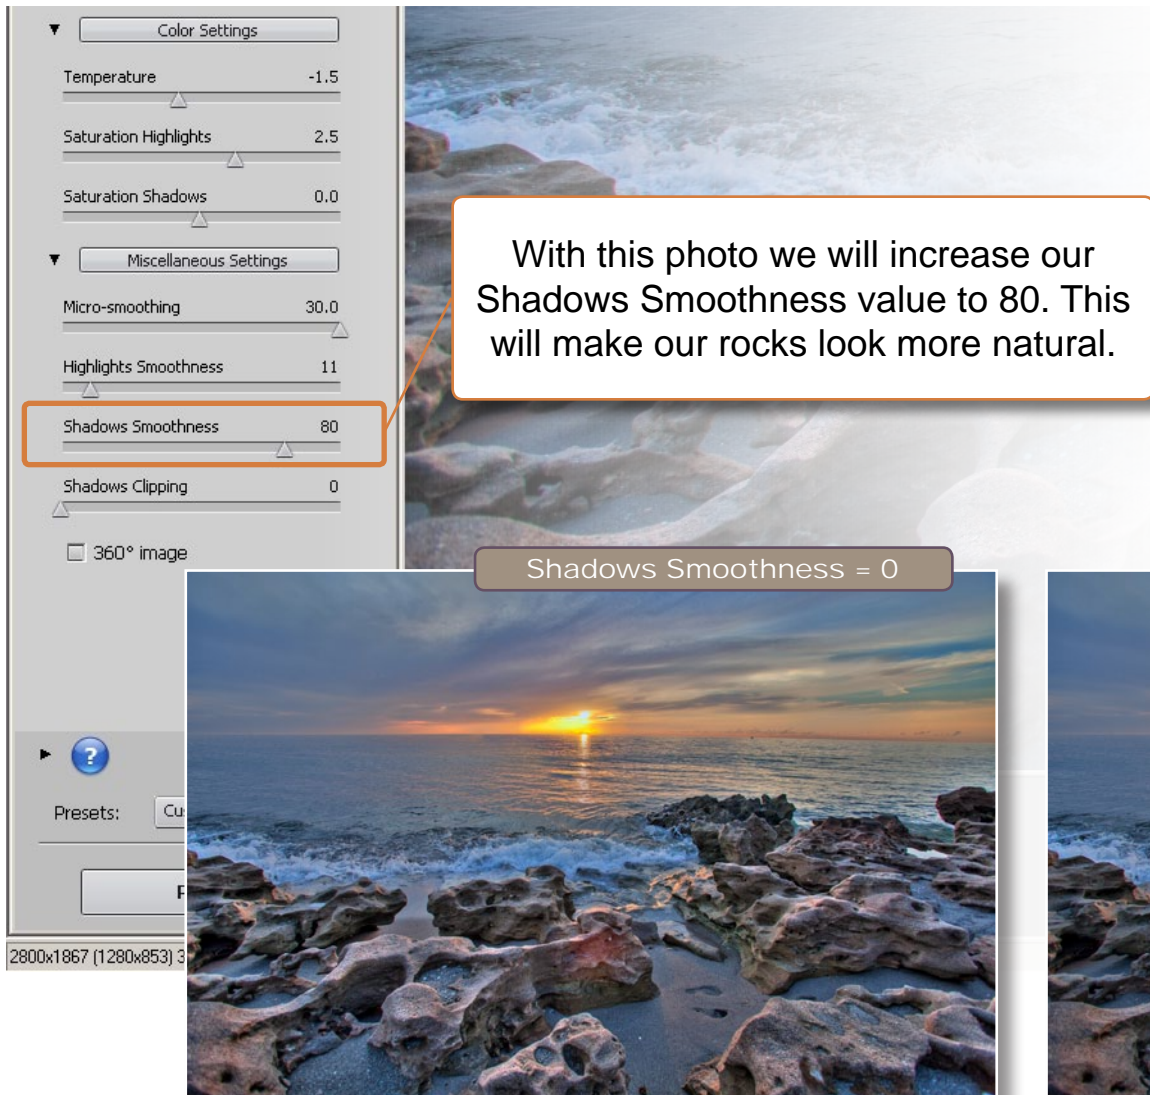 Color Settings
Temperature -1.5
Saturation Highlights 2.5
Saturation Shadows 0.0
Miscellaneous Settings
Micro-smoothing 30.0
Highlights Smoothness 11
Shadows Smoothness 80
Shadows Clipping 0
360° image
With this photo we will increase our
Shadows Smoothness value to 80. This
will make our rocks look more natural.
Shadows Smoothness = 0
?
Presets:
2800x1867 (1280x853)